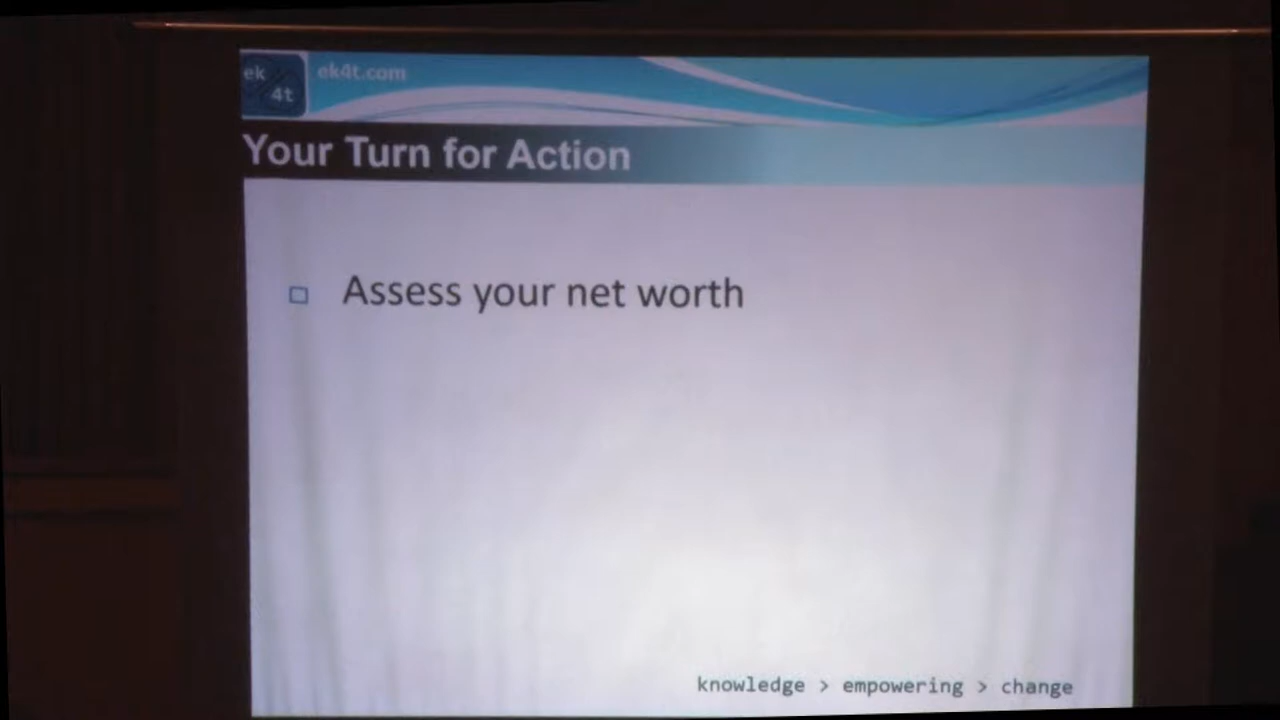 ek
4t
ek4t.com
Your Turn for Action
Assess your net worth
knowledge > empowering > change